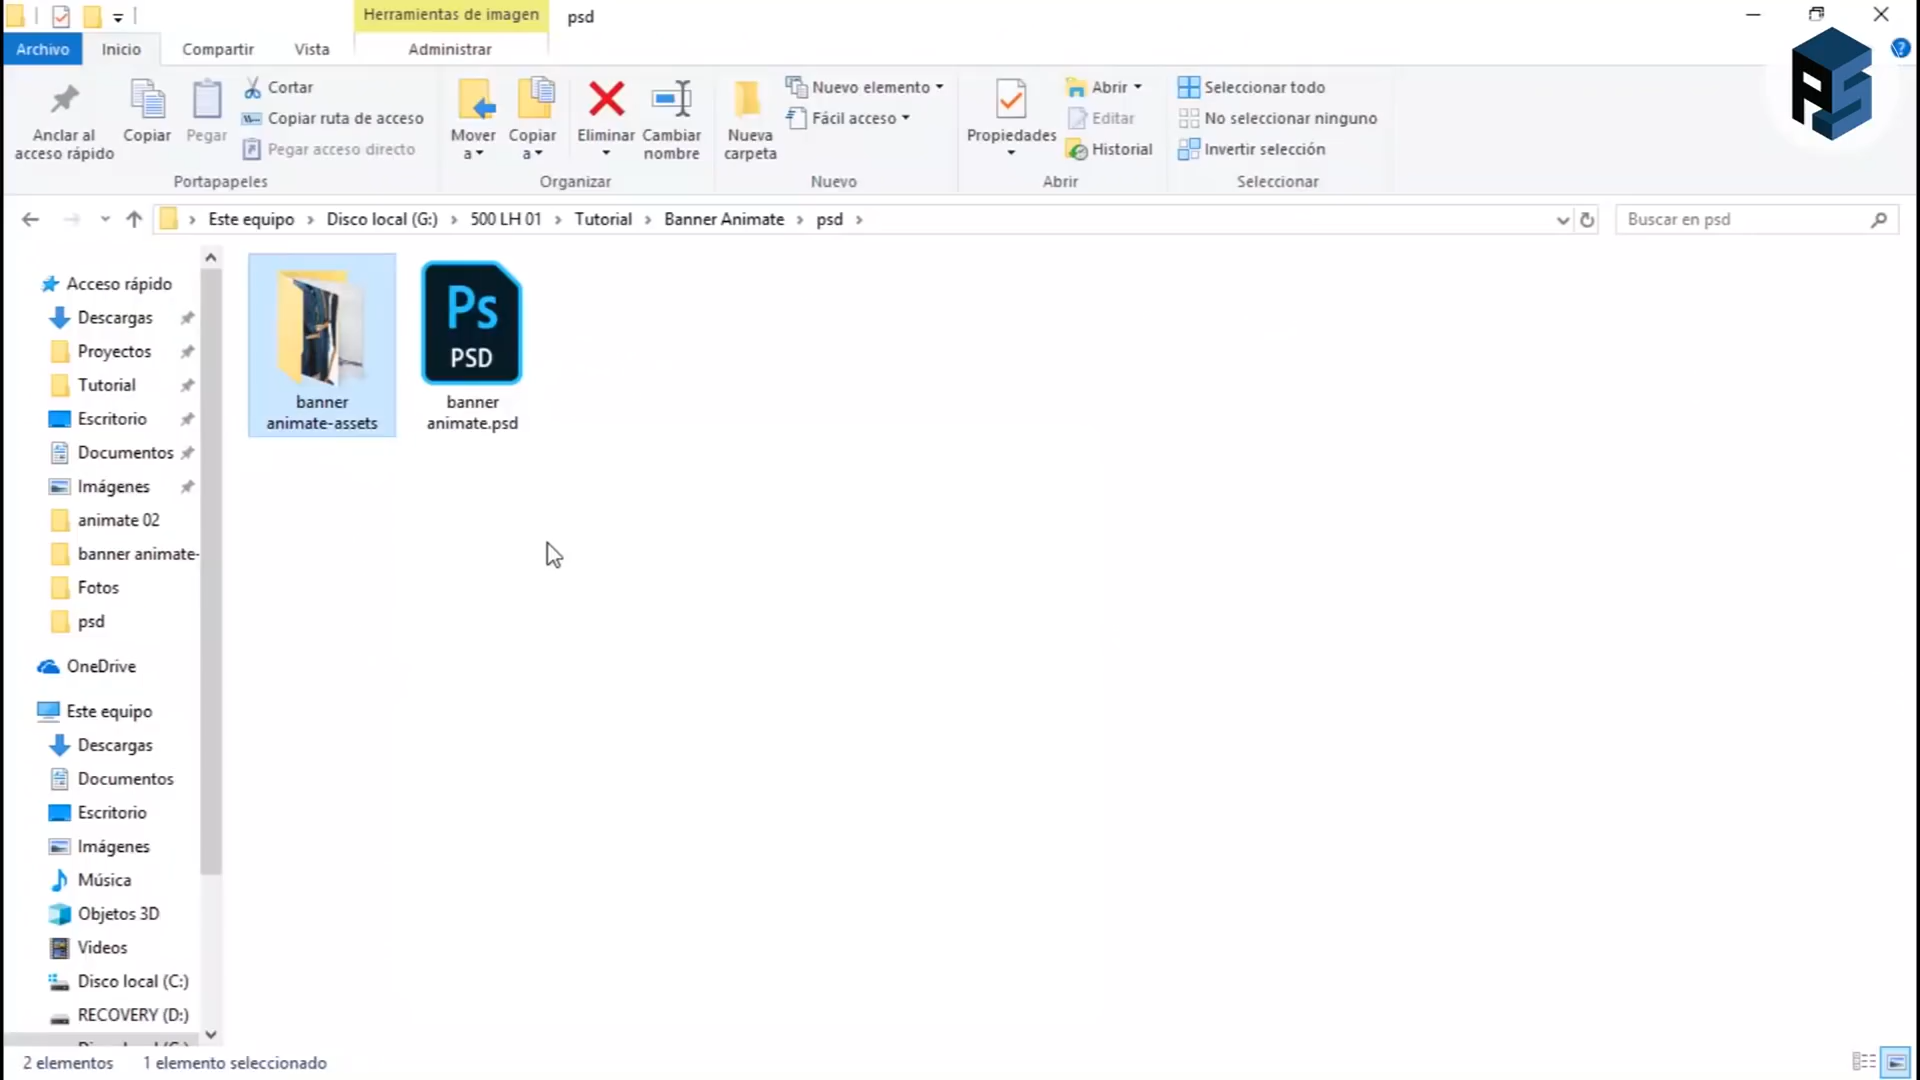 Herramientas de imagen
psd
Archivo
Inicio
Compartir
Vista
Administrar
Anclar al
acceso rápido
Copiar
Pegar
Cortar
Copiar ruta de acceso
Pegar acceso directo
Portapapeles
Mover
a
Copiar
a
Eliminar
Cambiar
nombre
Organizar
Nueva
carpeta
Nuevo elemento
Fácil acceso
Nuevo
Propiedades
Abrir
Editar
Historial
Abrir
Seleccionar todo
No seleccionar ninguno
Invertir selección
Seleccionar
PS
?
Este equipo > Disco local (G:) > 500 LH 01 > Tutorial > Banner Animate > psd >
Buscar en psd
Acceso rápido
Descargas
Proyectos
Tutorial
Escritorio
Documentos
Imágenes
animate 02
banner animate-
Fotos
psd
OneDrive
Este equipo
Descargas
Documentos
Escritorio
Imágenes
Música
Objetos 3D
Videos
Disco local (C:)
RECOVERY (D:)
banner
animate-assets
Ps
PSD
banner
animate.psd
2 elementos
1 elemento seleccionado